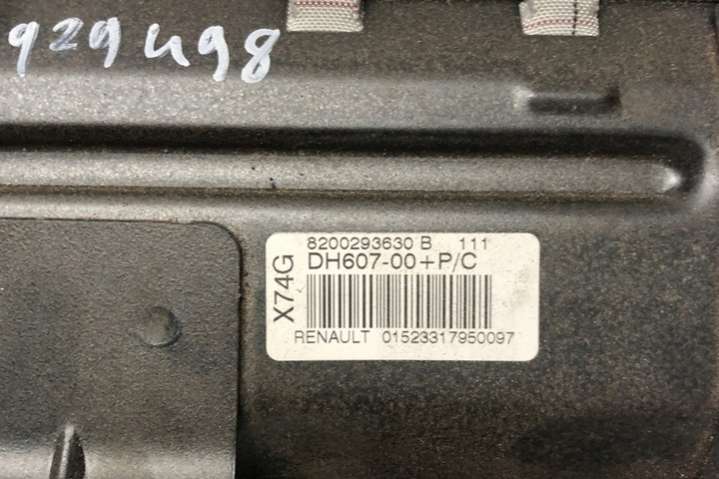 929498
8200293630 B 111
DH607-00+P/C
X74G
RENAULT 01523317950097